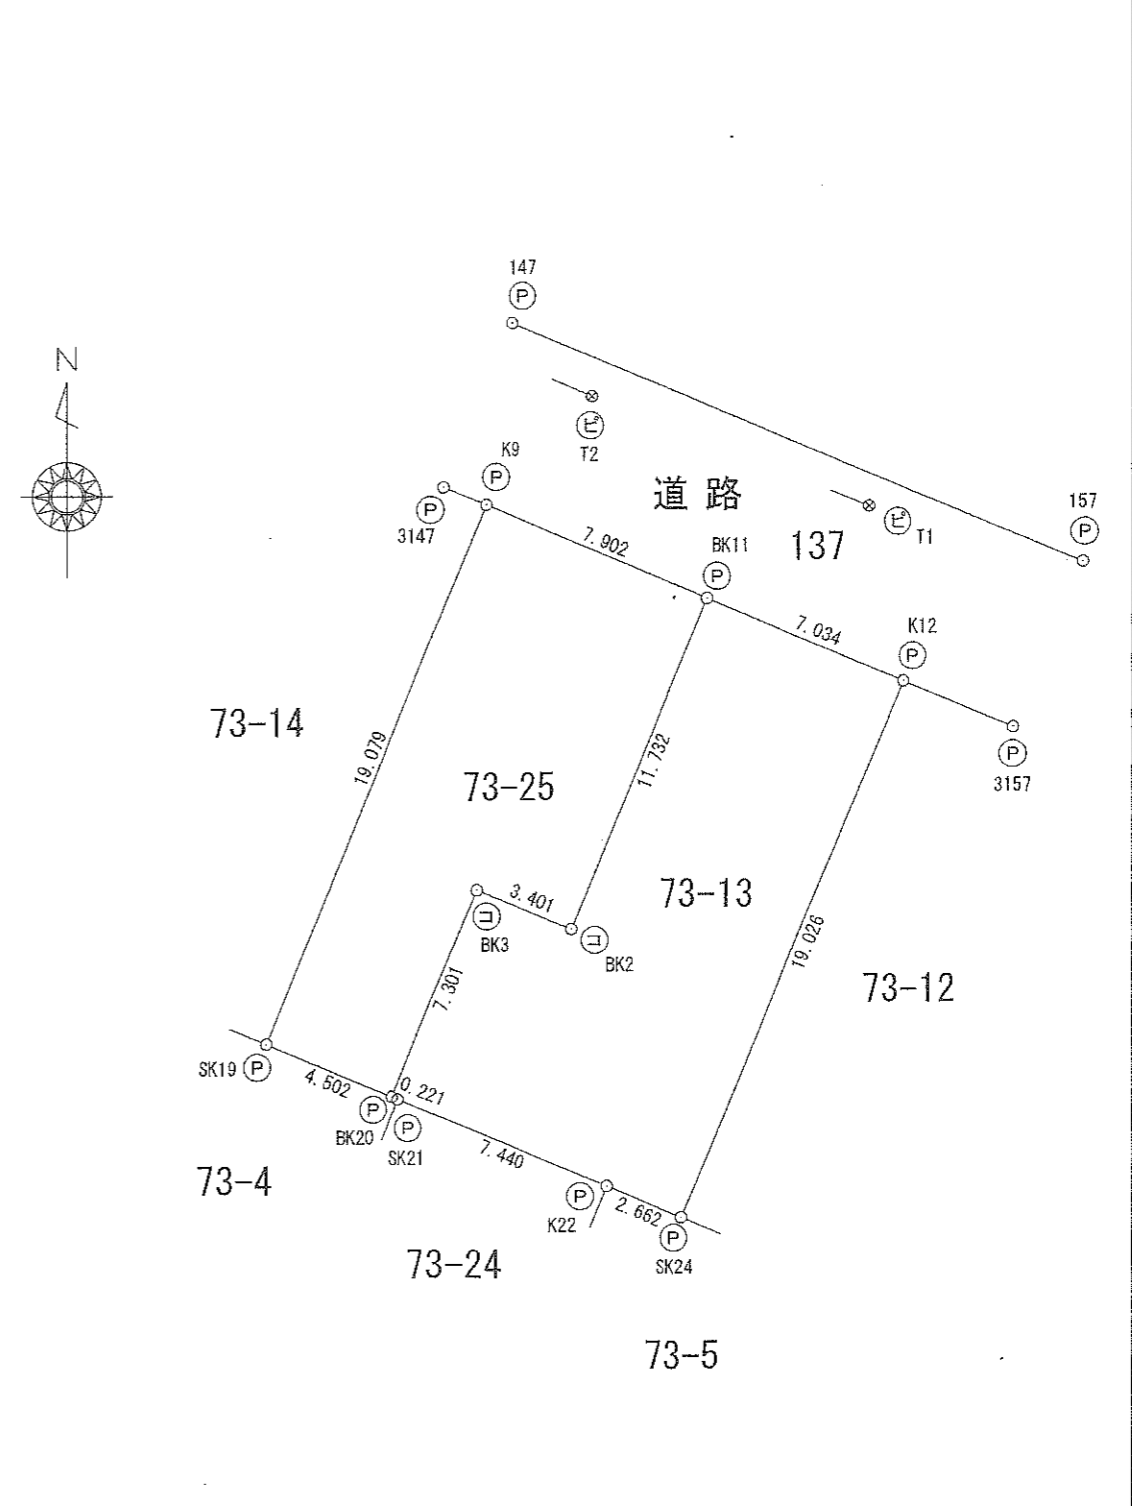 147
P
N
ピ
T2
K9
P
道路
157
P
P
3147
ピ
T1
7.902
BK11
P
137
7.034
K12
P
73-14
19.079
11.732
P
3157
73-25
3.401
73-13
コ
BK3
コ
BK2
19.026
7.301
73-12
SK19
P
4.502
0.221
P
BK20
P
SK21
7.440
73-4
P
K22
2.662
P
SK24
73-24
73-5